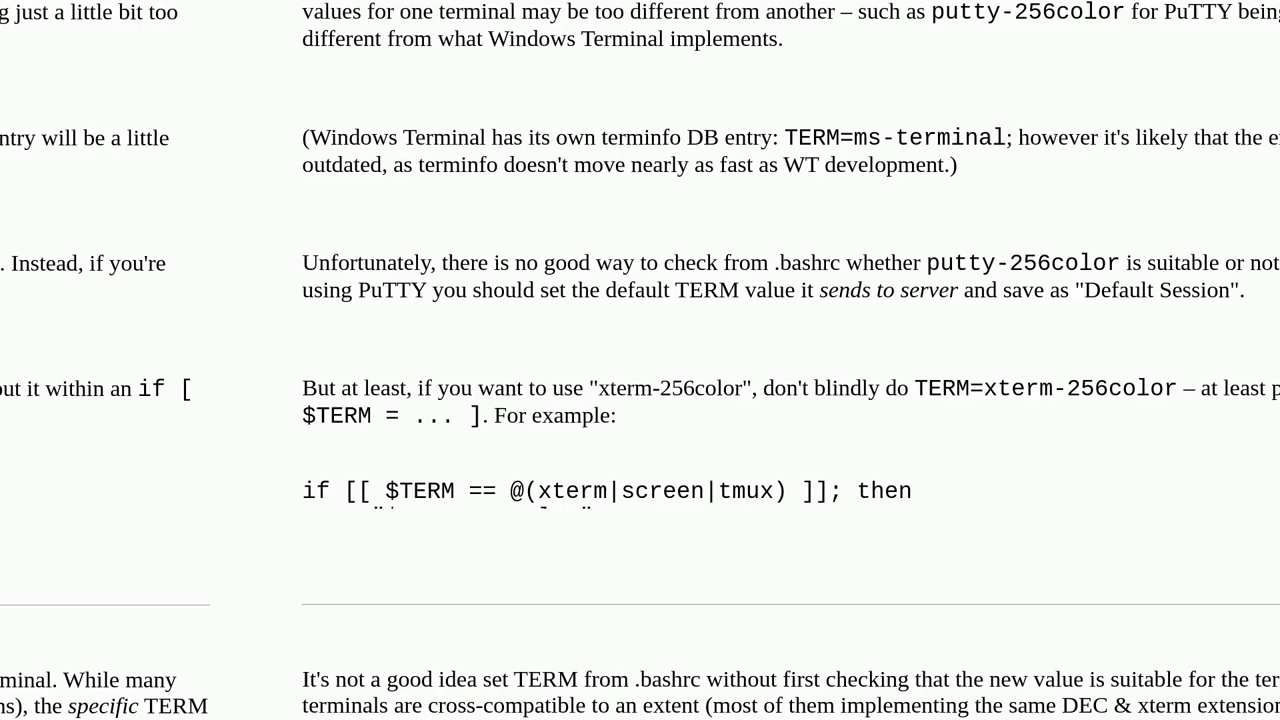 g just a little bit too
ntry will be a little
. Instead, if you're
out it within an if [
rminal. While many
ns), the specific TERM
values for one terminal may be too different from another – such as putty-256color for PuTTY being
different from what Windows Terminal implements.
(Windows Terminal has its own terminfo DB entry: TERM=ms-terminal; however it's likely that the e
outdated, as terminfo doesn't move nearly as fast as WT development.)
Unfortunately, there is no good way to check from .bashrc whether putty-256color is suitable or not
using PuTTY you should set the default TERM value it sends to server and save as "Default Session".
But at least, if you want to use "xterm-256color", don't blindly do TERM=xterm-256color – at least p
$TERM = ... ]. For example:
if [[ $TERM == @(xterm|screen|tmux) ]]; then
It's not a good idea set TERM from .bashrc without first checking that the new value is suitable for the ter
terminals are cross-compatible to an extent (most of them implementing the same DEC & xterm extension